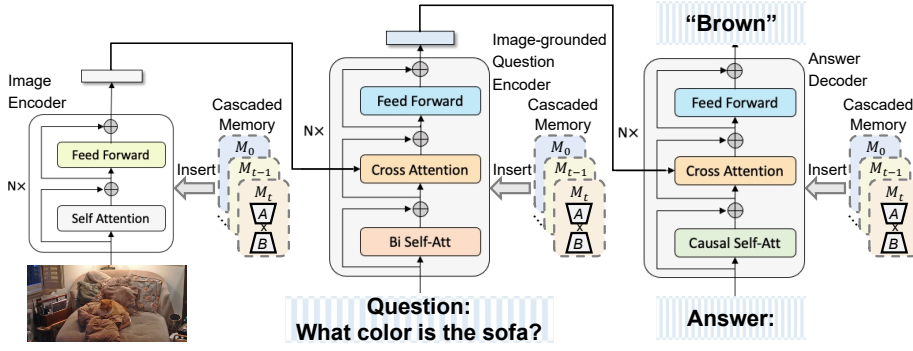 Image
Encoder
N×
Feed Forward
Self Attention
Cascaded
Memory
M0
Mt−1
Mt
A
x
B
Insert
Image-grounded
Question
Encoder
N×
Feed Forward
Cross Attention
Bi Self-Att
Cascaded
Memory
M0
Mt−1
Mt
A
x
B
Insert
Question:
What color is the sofa?
“Brown”
Answer
Decoder
N×
Feed Forward
Cross Attention
Causal Self-Att
Cascaded
Memory
M0
Mt−1
Mt
A
x
B
Insert
Answer: